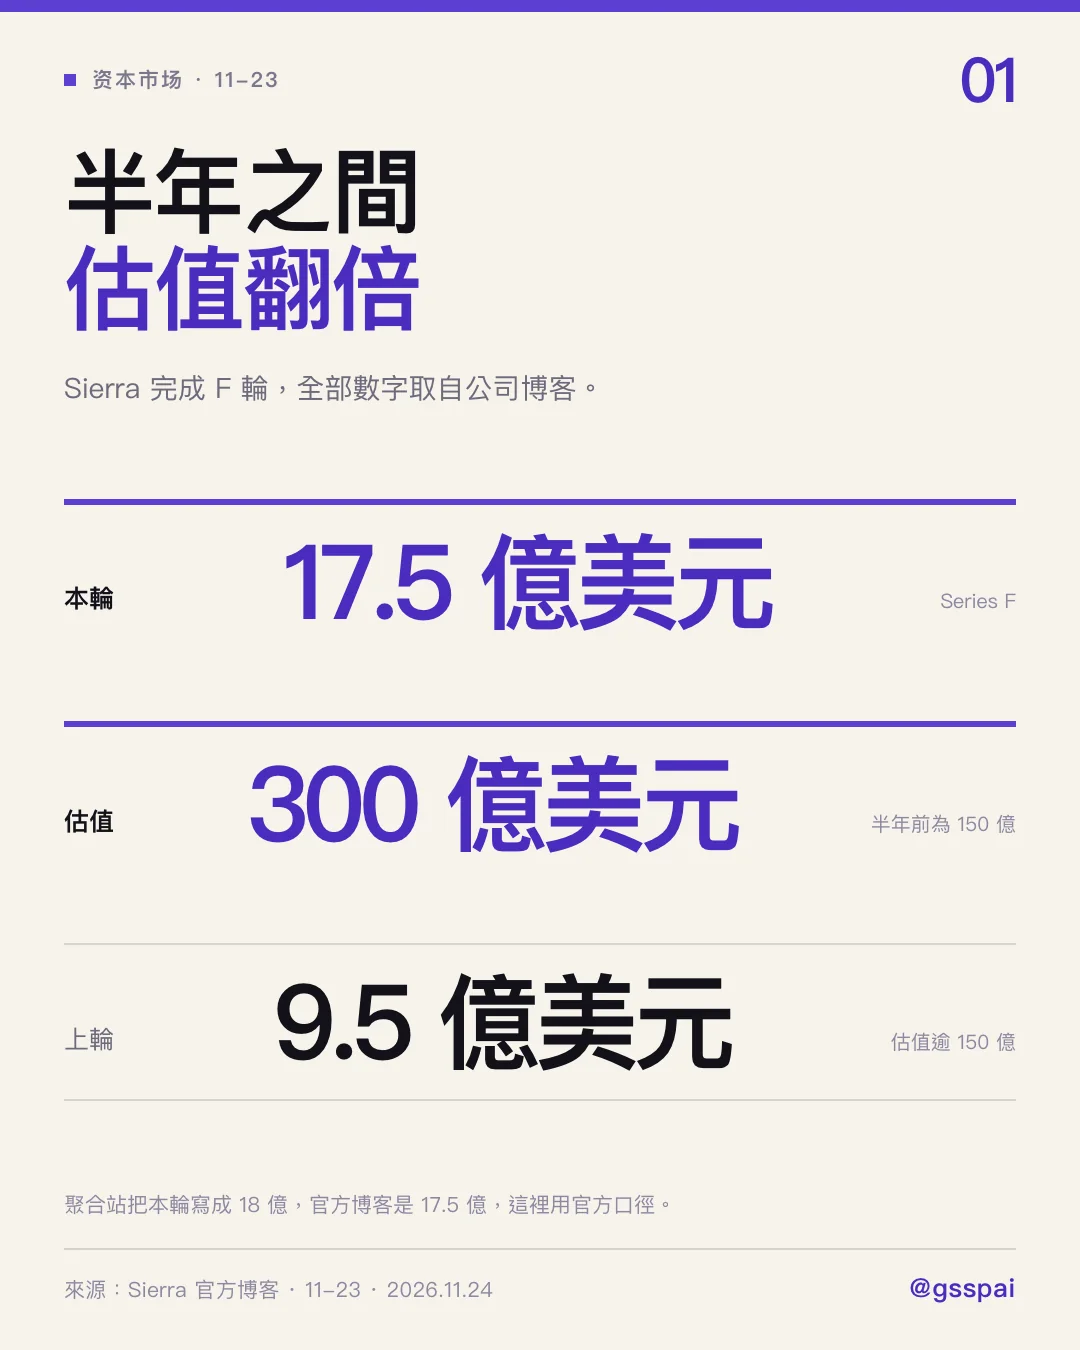 资本市场 · 11–23
01
半年之間
估值翻倍
Sierra 完成 F 輪，全部數字取自公司博客。
本輪
17.5 億美元
Series F
估值
300 億美元
半年前為 150 億
上輪
9.5 億美元
估值逾 150 億
聚合站把本輪寫成 18 億，官方博客是 17.5 億，這裡用官方口徑。
來源：Sierra 官方博客 · 11–23 · 2026.11.24
@gsspai